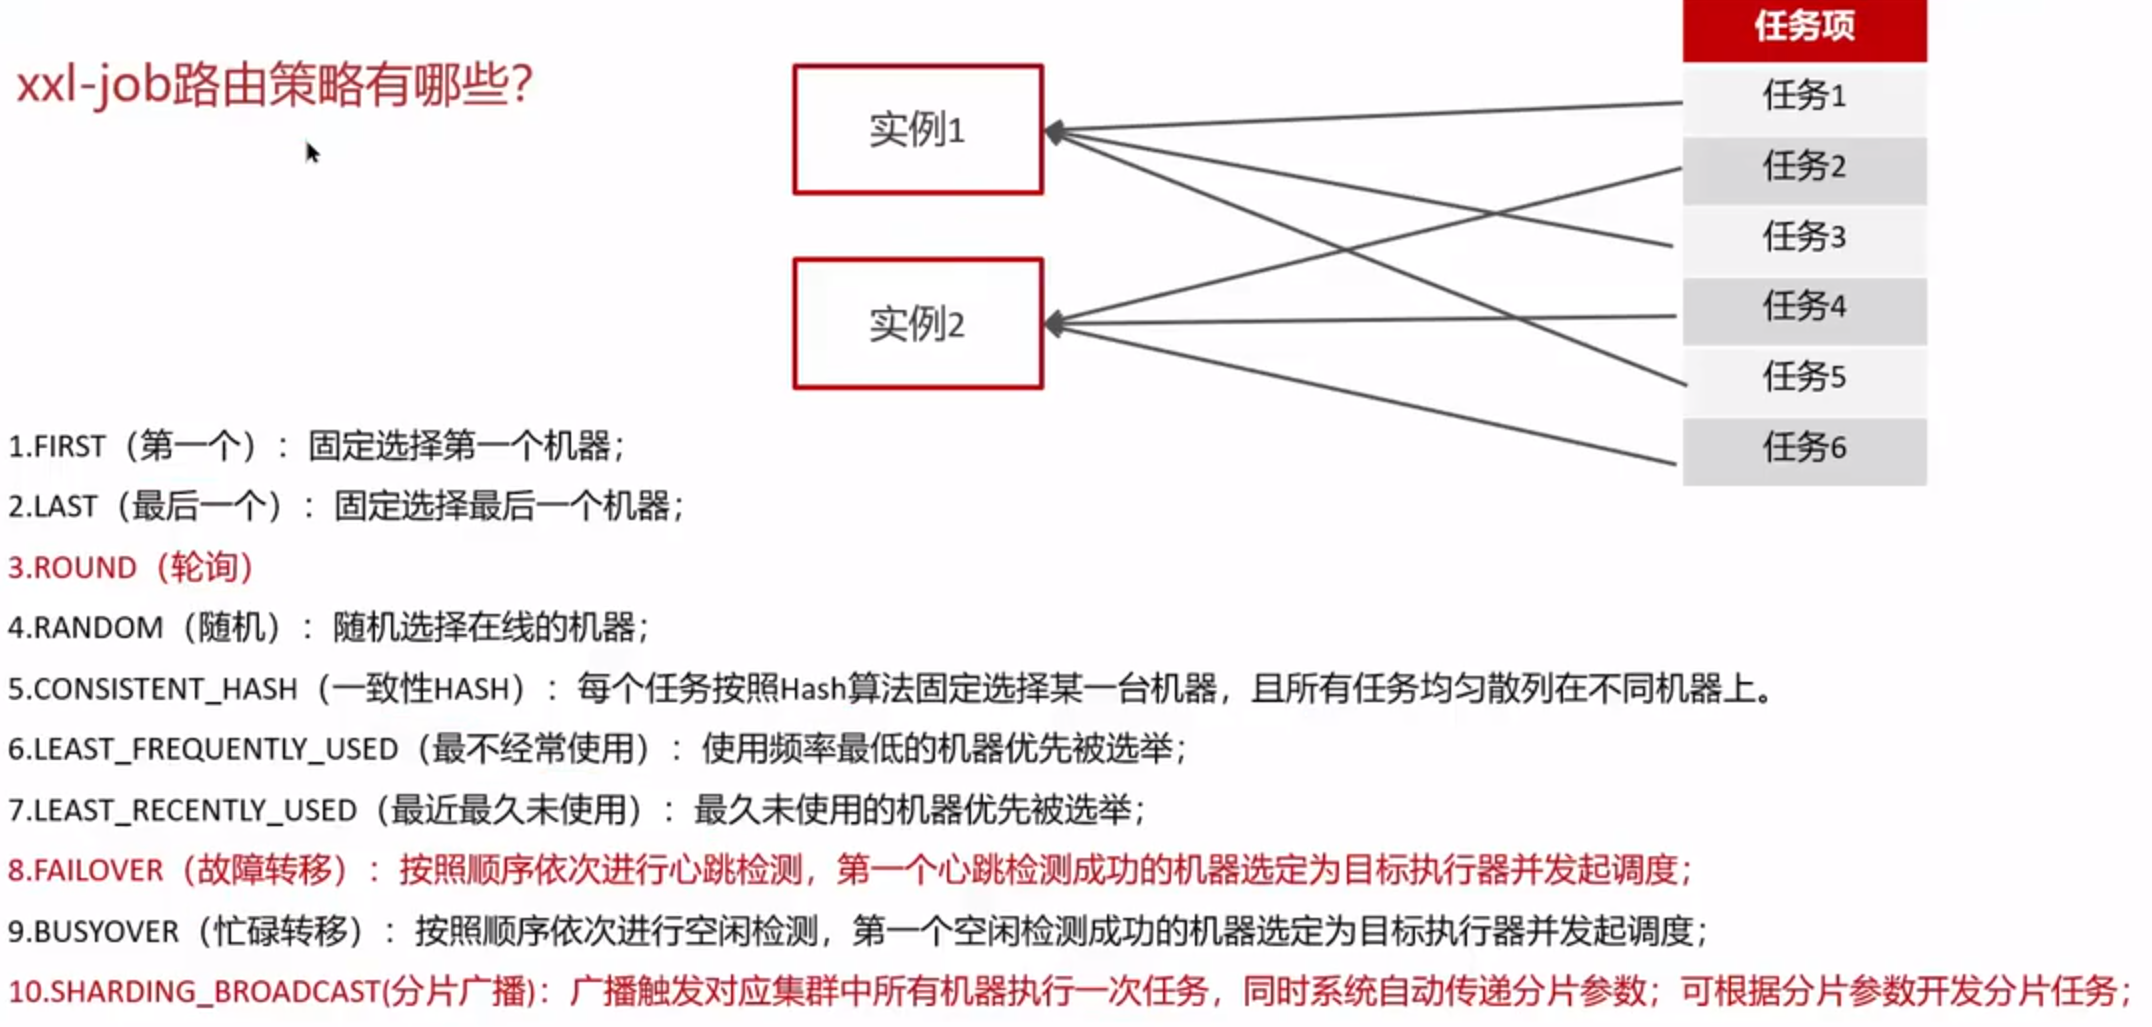 xxl-job路由策略有哪些？
实例1
实例2
任务项
任务1
任务2
任务3
任务4
任务5
任务6
1.FIRST（第一个）：固定选择第一个机器；
2.LAST（最后一个）：固定选择最后一个机器；
3.ROUND（轮询）
4.RANDOM（随机）：随机选择在线的机器；
5.CONSISTENT_HASH（一致性HASH）：每个任务按照Hash算法固定选择某一台机器，且所有任务均匀散列在不同机器上。
6.LEAST_FREQUENTLY_USED（最不经常使用）：使用频率最低的机器优先被选举；
7.LEAST_RECENTLY_USED（最近最久未使用）：最久未使用的机器优先被选举；
8.FAILOVER（故障转移）：按照顺序依次进行心跳检测，第一个心跳检测成功的机器选定为目标执行器并发起调度；
9.BUSYOVER（忙碌转移）：按照顺序依次进行空闲检测，第一个空闲检测成功的机器选定为目标执行器并发起调度；
10.SHARDING_BROADCAST(分片广播)：广播触发对应集群中所有机器执行一次任务，同时系统自动传递分片参数；可根据分片参数开发分片任务；